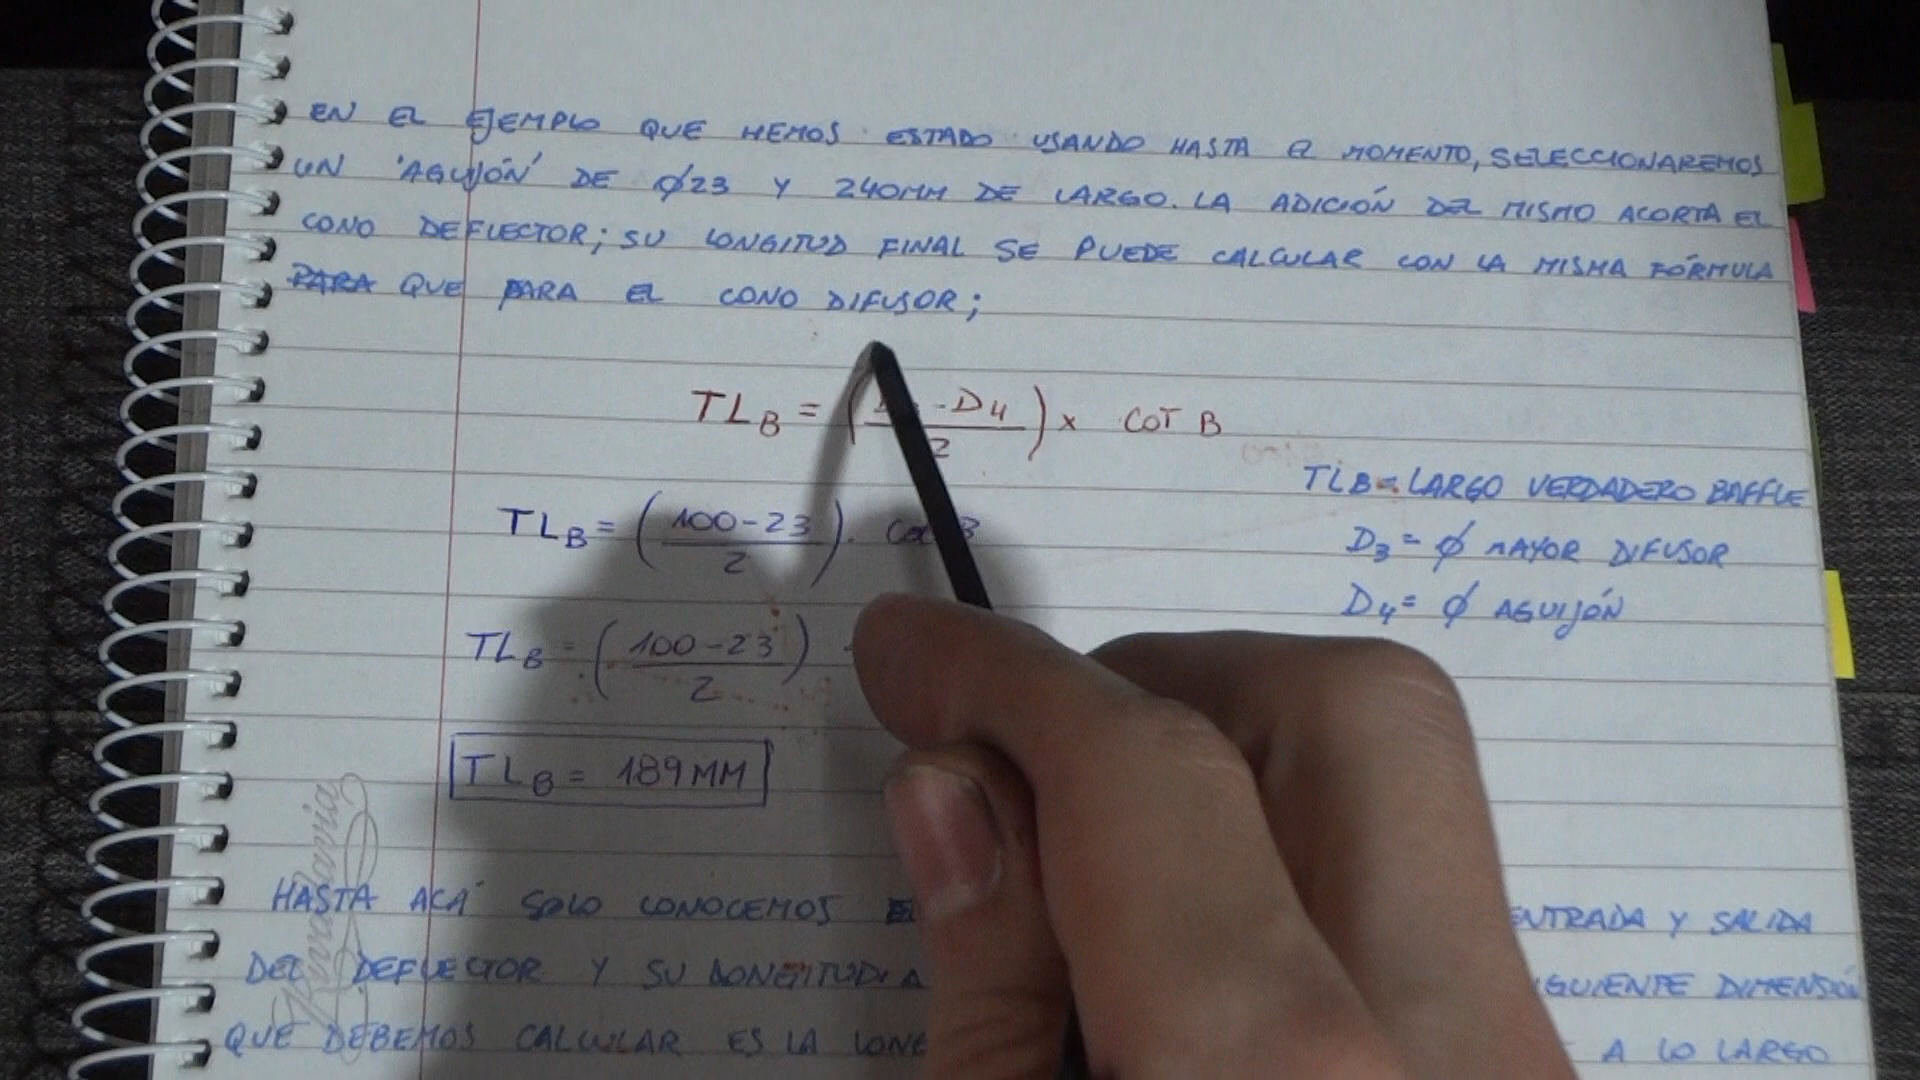 EN EL EJEMPLO QUE HEMOS ESTADO USANDO HASTA EL MOMENTO, SELECCIONAREMOS
UN 'AGUIJÓN' DE Ø23 Y 240MM DE LARGO. LA ADICIÓN DEL MISMO ACORTA EL
CONO DEFLECTOR; SU LONGITUD FINAL SE PUEDE CALCULAR CON LA MISMA FÓRMULA
PARA QUE PARA EL CONO DIFUSOR;
TLB = ( - D4 / 2 ) x COT B
TLB = LARGO VERDADERO BAFFLE
TLB = (100-23 / 2) .
D3 = Ø MAYOR DIFUSOR
D4 = Ø AGUIJÓN
TLB = (100-23 / 2)
TLB = 189MM
Rivadavia
HASTA ACÁ SOLO CONOCEMOS ENTRADA Y SALIDA
DEL DEFLECTOR Y SU LONGITUD; DIMENSIÓN
QUE DEBEMOS CALCULAR ES LA A LO LARGO